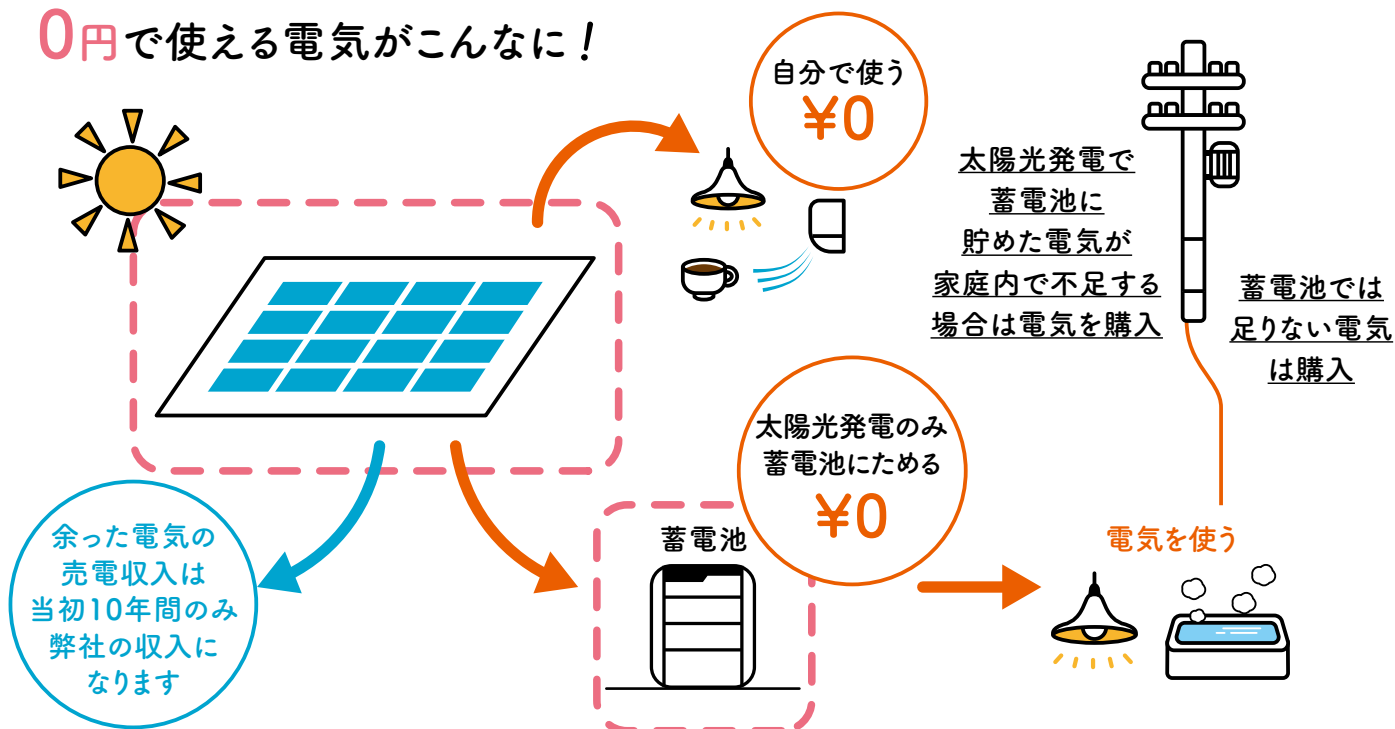 0円で使える電気がこんなに！
自分で使う
¥0
太陽光発電で
蓄電池に
貯めた電気が
家庭内で不足する
場合は電気を購入
蓄電池では
足りない電気
は購入
太陽光発電のみ
蓄電池にためる
¥0
余った電気の
売電収入は
当初10年間のみ
弊社の収入に
なります
蓄電池
電気を使う